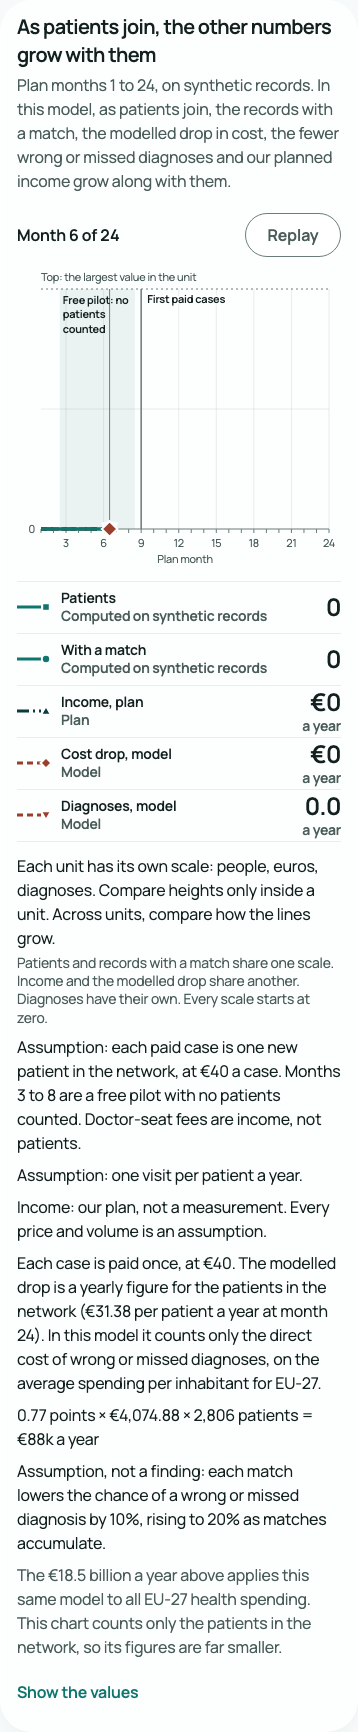 As patients join, the other numbers
grow with them
Plan months 1 to 24, on synthetic records. In
this model, as patients join, the records with
a match, the modelled drop in cost, the fewer
wrong or missed diagnoses and our planned
income grow along with them.
Month 6 of 24
Replay
Top: the largest value in the unit
Free pilot: no
patients
counted
First paid cases
0
3 6 9 12 15 18 21 24
Plan month
Patients
Computed on synthetic records
0
With a match
Computed on synthetic records
0
Income, plan
Plan
€0
a year
Cost drop, model
Model
€0
a year
Diagnoses, model
Model
0.0
a year
Each unit has its own scale: people, euros,
diagnoses. Compare heights only inside a
unit. Across units, compare how the lines
grow.
Patients and records with a match share one scale.
Income and the modelled drop share another.
Diagnoses have their own. Every scale starts at
zero.
Assumption: each paid case is one new
patient in the network, at €40 a case. Months
3 to 8 are a free pilot with no patients
counted. Doctor-seat fees are income, not
patients.
Assumption: one visit per patient a year.
Income: our plan, not a measurement. Every
price and volume is an assumption.
Each case is paid once, at €40. The modelled
drop is a yearly figure for the patients in the
network (€31.38 per patient a year at month
24). In this model it counts only the direct
cost of wrong or missed diagnoses, on the
average spending per inhabitant for EU-27.
0.77 points × €4,074.88 × 2,806 patients =
€88k a year
Assumption, not a finding: each match
lowers the chance of a wrong or missed
diagnosis by 10%, rising to 20% as matches
accumulate.
The €18.5 billion a year above applies this
same model to all EU-27 health spending.
This chart counts only the patients in the
network, so its figures are far smaller.
Show the values